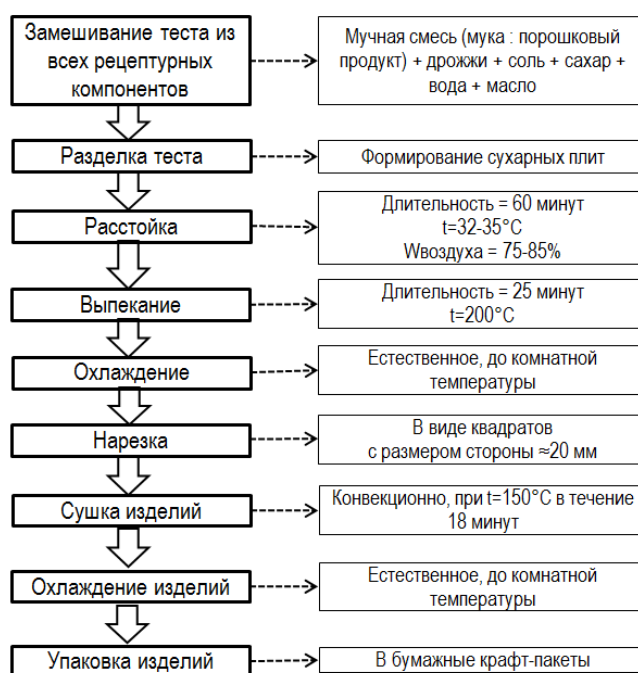 Замешивание теста из
всех рецептурных
компонентов
Мучная смесь (мука : порошковый
продукт) + дрожжи + соль + сахар +
вода + масло
Разделка теста
Формирование сухарных плит
Расстойка
Длительность = 60 минут
t=32-35°C
Wвоздуха = 75-85%
Выпекание
Длительность = 25 минут
t=200°C
Охлаждение
Естественное, до комнатной
температуры
Нарезка
В виде квадратов
с размером стороны ≈20 мм
Сушка изделий
Конвекционно, при t=150°C в течение
18 минут
Охлаждение изделий
Естественное, до комнатной
температуры
Упаковка изделий
В бумажные крафт-пакеты